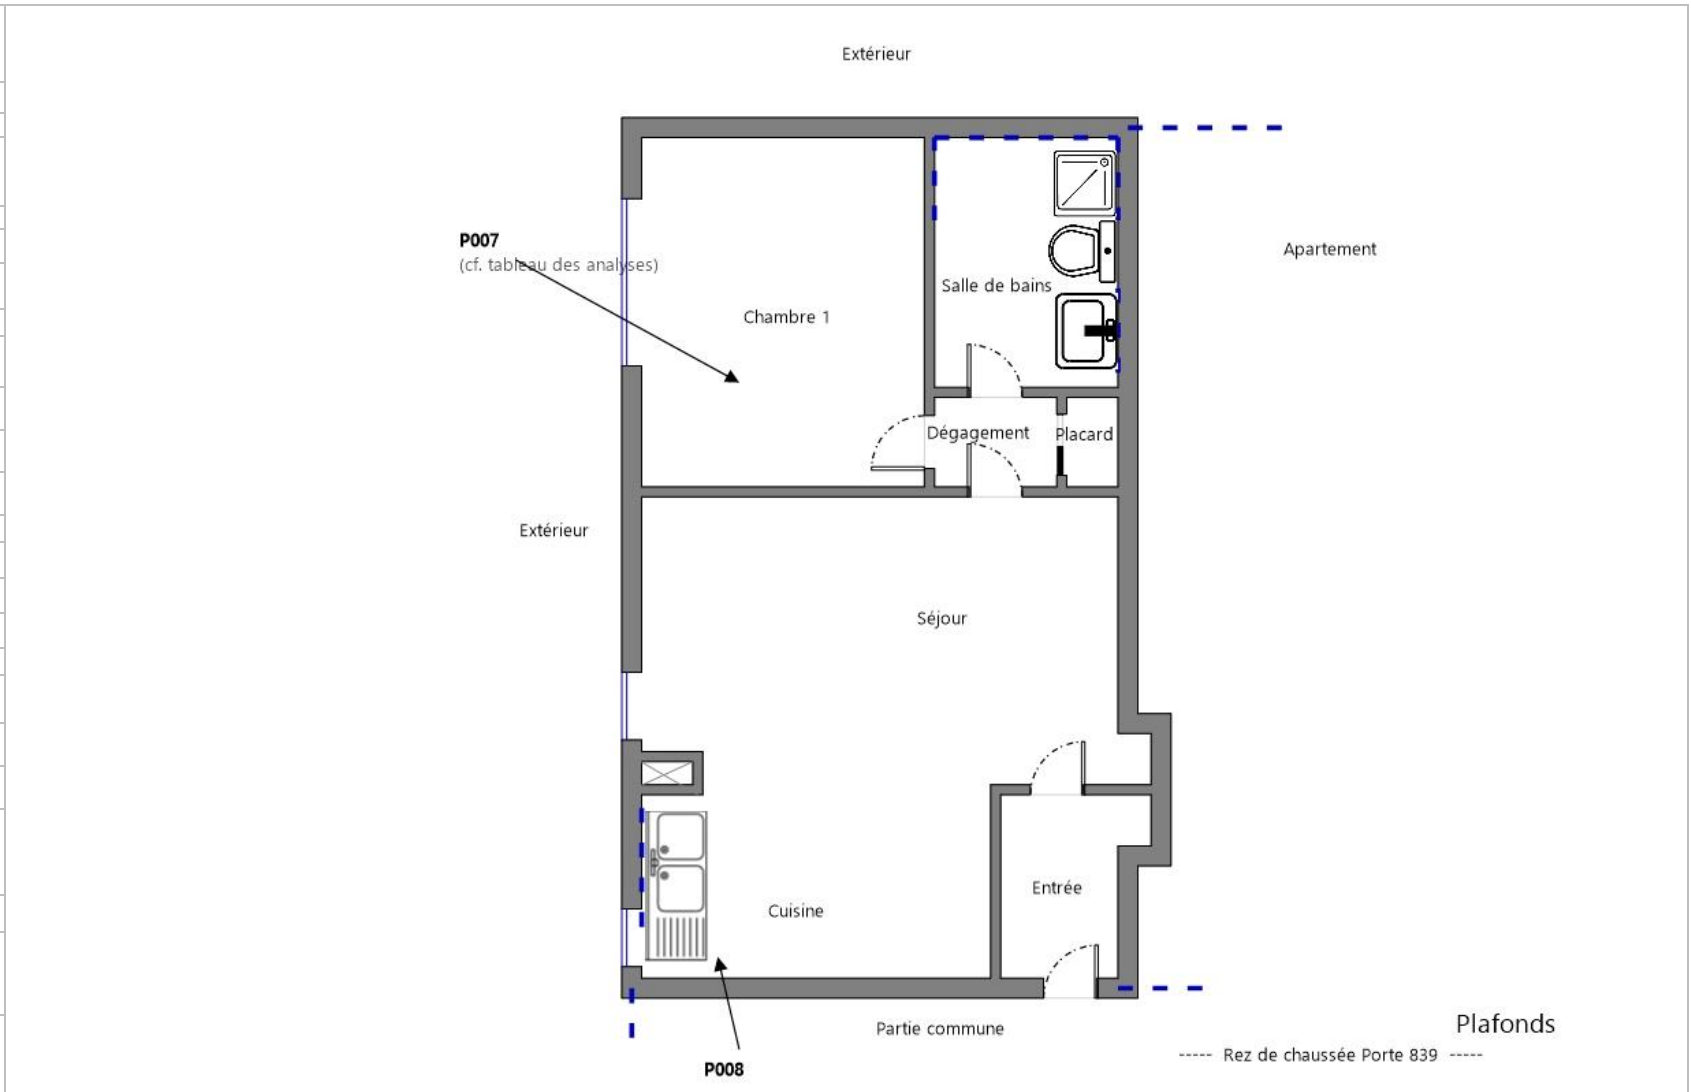 Extérieur
P007
(cf. tableau des analyses)
Apartement
Salle de bains
Chambre 1
Dégagement
Placard
Extérieur
Séjour
Entrée
Cuisine
Partie commune
Plafonds
----- Rez de chaussée Porte 839 -----
P008